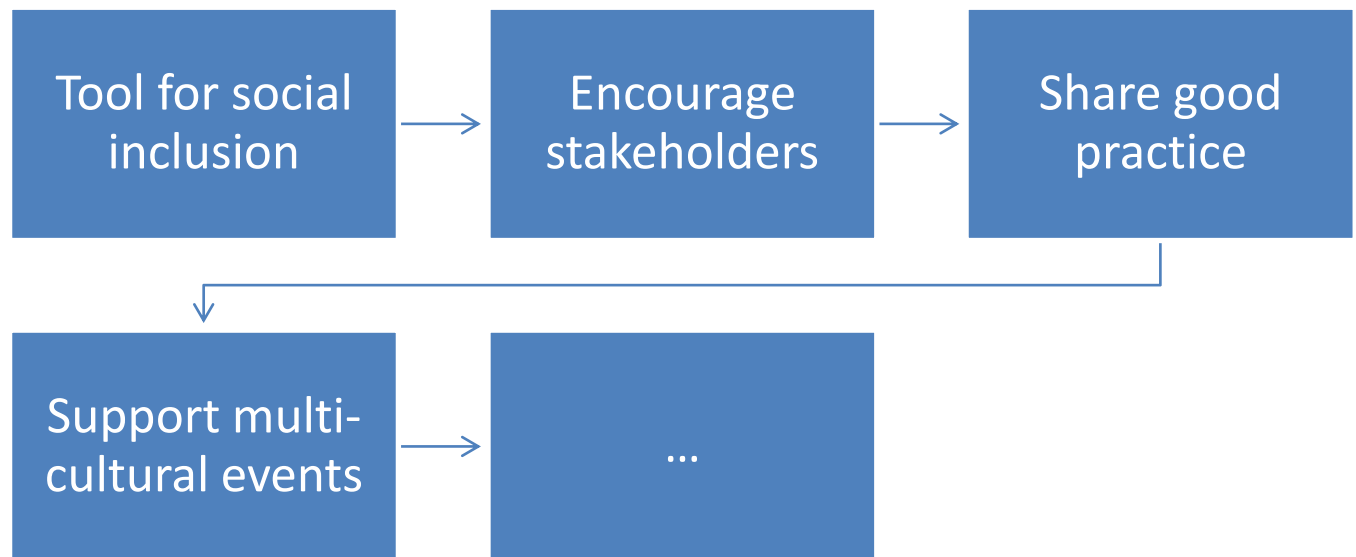 Tool for social
inclusion
Encourage
stakeholders
Share good
practice
Support multi-
cultural events
...